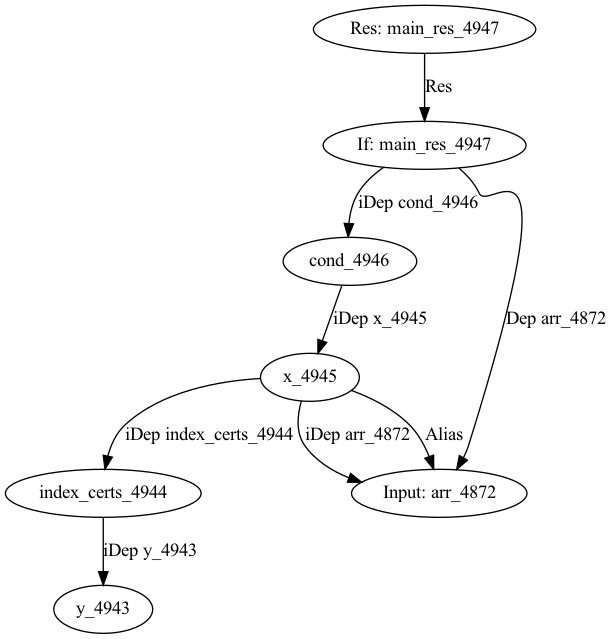 Res: main_res_4947
Res
If: main_res_4947
iDep cond_4946
cond_4946
Dep arr_4872
iDep x_4945
x_4945
iDep index_certs_4944
iDep arr_4872
Alias
index_certs_4944
Input: arr_4872
iDep y_4943
y_4943